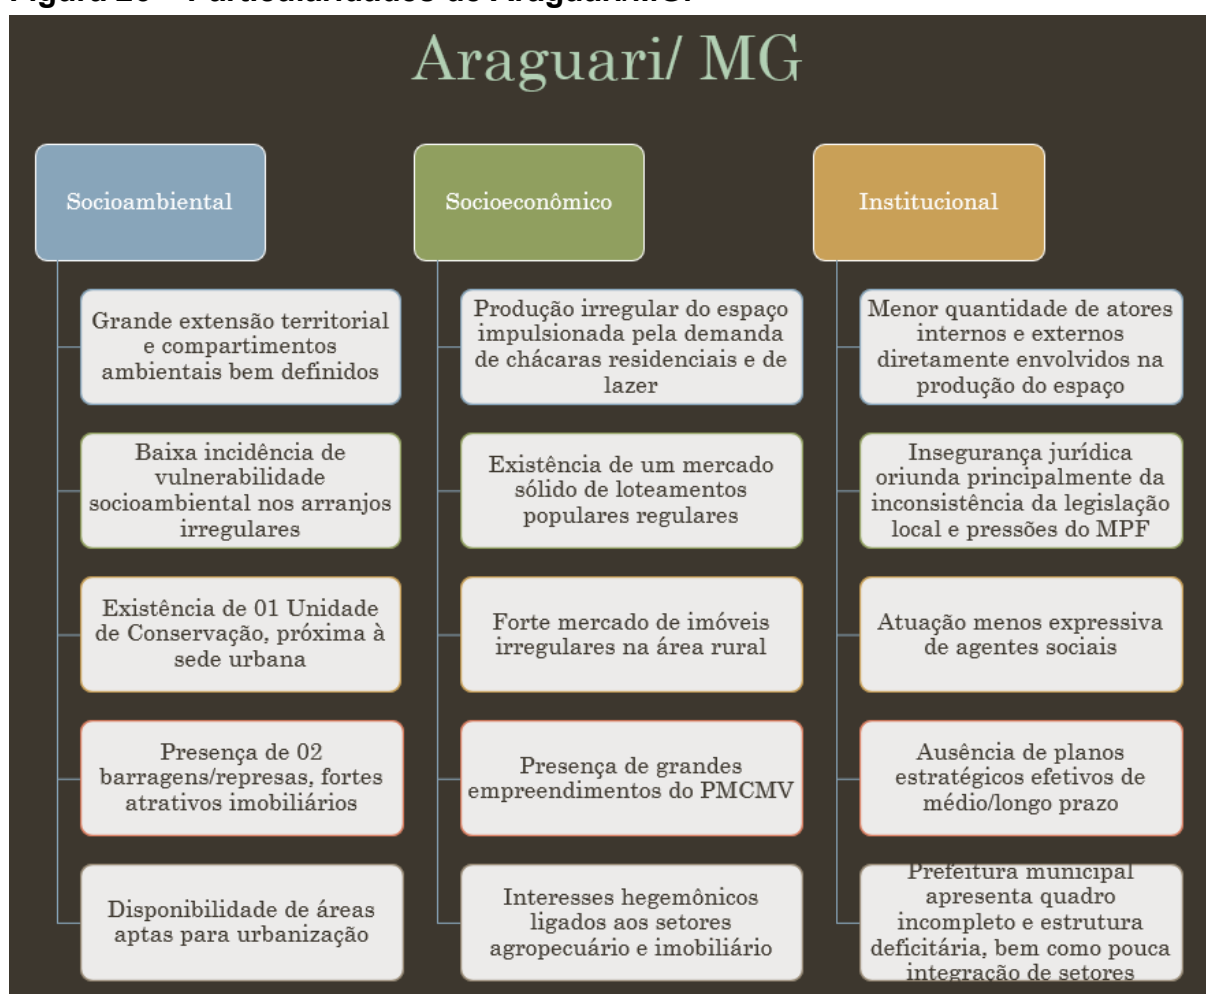 Araguari/ MG
Socioambiental
Grande extensão territorial
e compartimentos
ambientais bem definidos
Baixa incidência de
vulnerabilidade
socioambiental nos arranjos
irregulares
Existência de 01 Unidade
de Conservação, próxima à
sede urbana
Presença de 02
barragens/represas, fortes
atrativos imobiliários
Disponibilidade de áreas
aptas para urbanização
Socioeconômico
Produção irregular do espaço
impulsionada pela demanda
de chácaras residenciais e de
lazer
Existência de um mercado
sólido de loteamentos
populares regulares
Forte mercado de imóveis
irregulares na área rural
Presença de grandes
empreendimentos do PMCMV
Interesses hegemônicos
ligados aos setores
agropecuário e imobiliário
Institucional
Menor quantidade de atores
internos e externos
diretamente envolvidos na
produção do espaço
Insegurança jurídica
oriunda principalmente da
inconsistência da legislação
local e pressões do MPF
Atuação menos expressiva
de agentes sociais
Ausência de planos
estratégicos efetivos de
médio/longo prazo
Prefeitura municipal
apresenta quadro
incompleto e estrutura
deficitária, bem como pouca
integração de setores